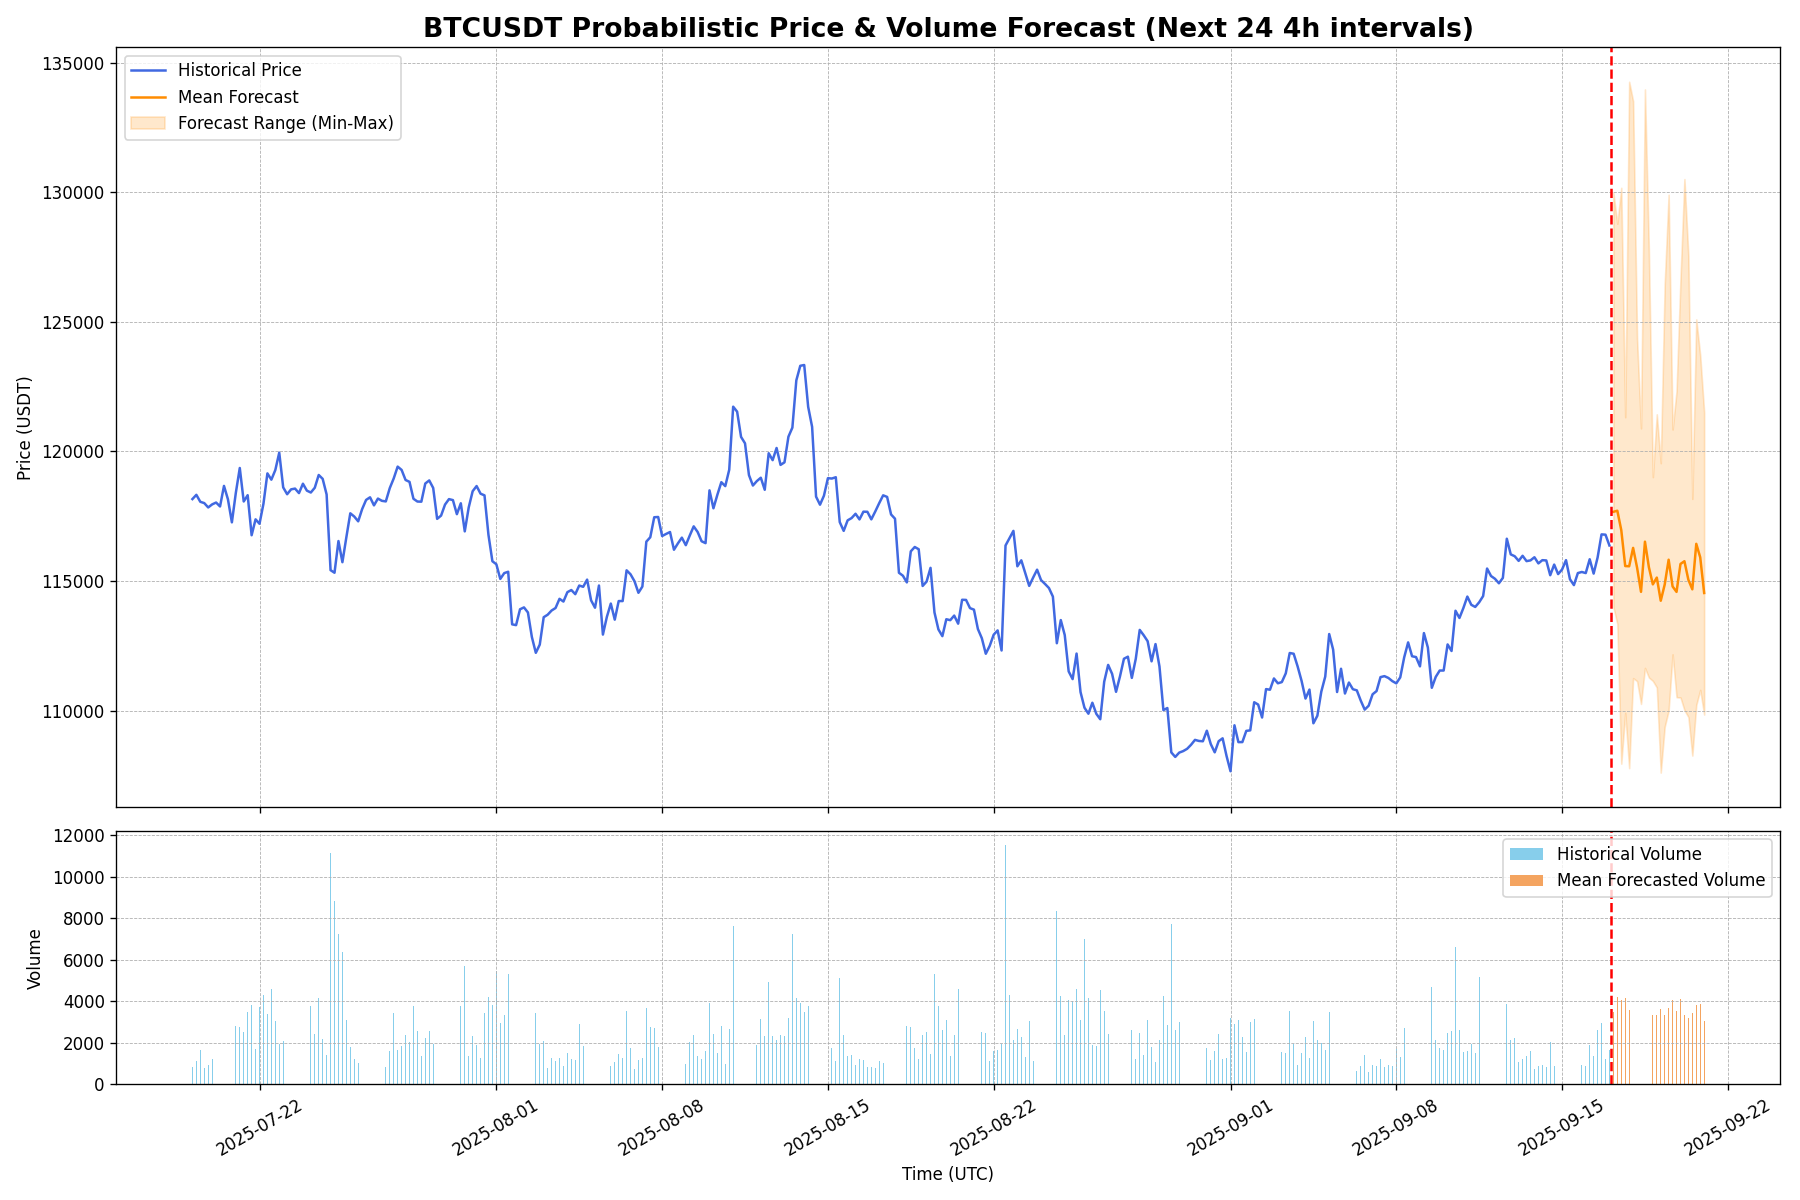 BTCUSDT Probabilistic Price & Volume Forecast (Next 24 4h intervals)
Historical Price
Mean Forecast
Forecast Range (Min-Max)
135000
130000
125000
120000
115000
110000
Price (USDT)
Historical Volume
Mean Forecasted Volume
12000
10000
8000
6000
4000
2000
0
Volume
2025-07-22
2025-08-01
2025-08-08
2025-08-15
2025-08-22
2025-09-01
2025-09-08
2025-09-15
2025-09-22
Time (UTC)